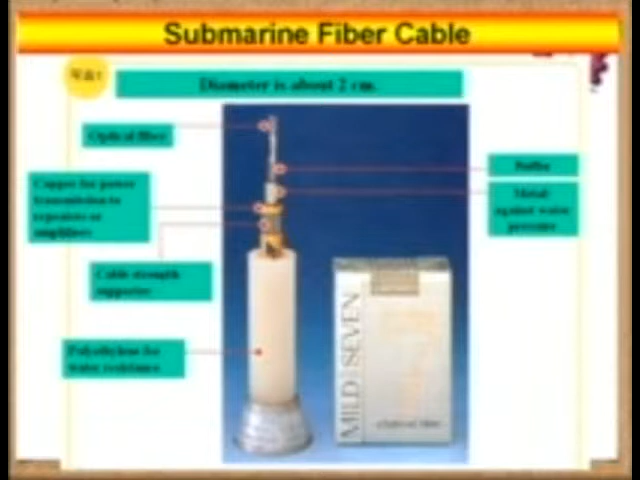 Submarine Fiber Cable
Diameter is about 2 cm.
Optical fiber
Copper for power
transmission to
repeaters or
amplifiers
Cable strength
supporter
Polyethylene for
water resistance
Metal:
against water
pressure
MILD SEVEN